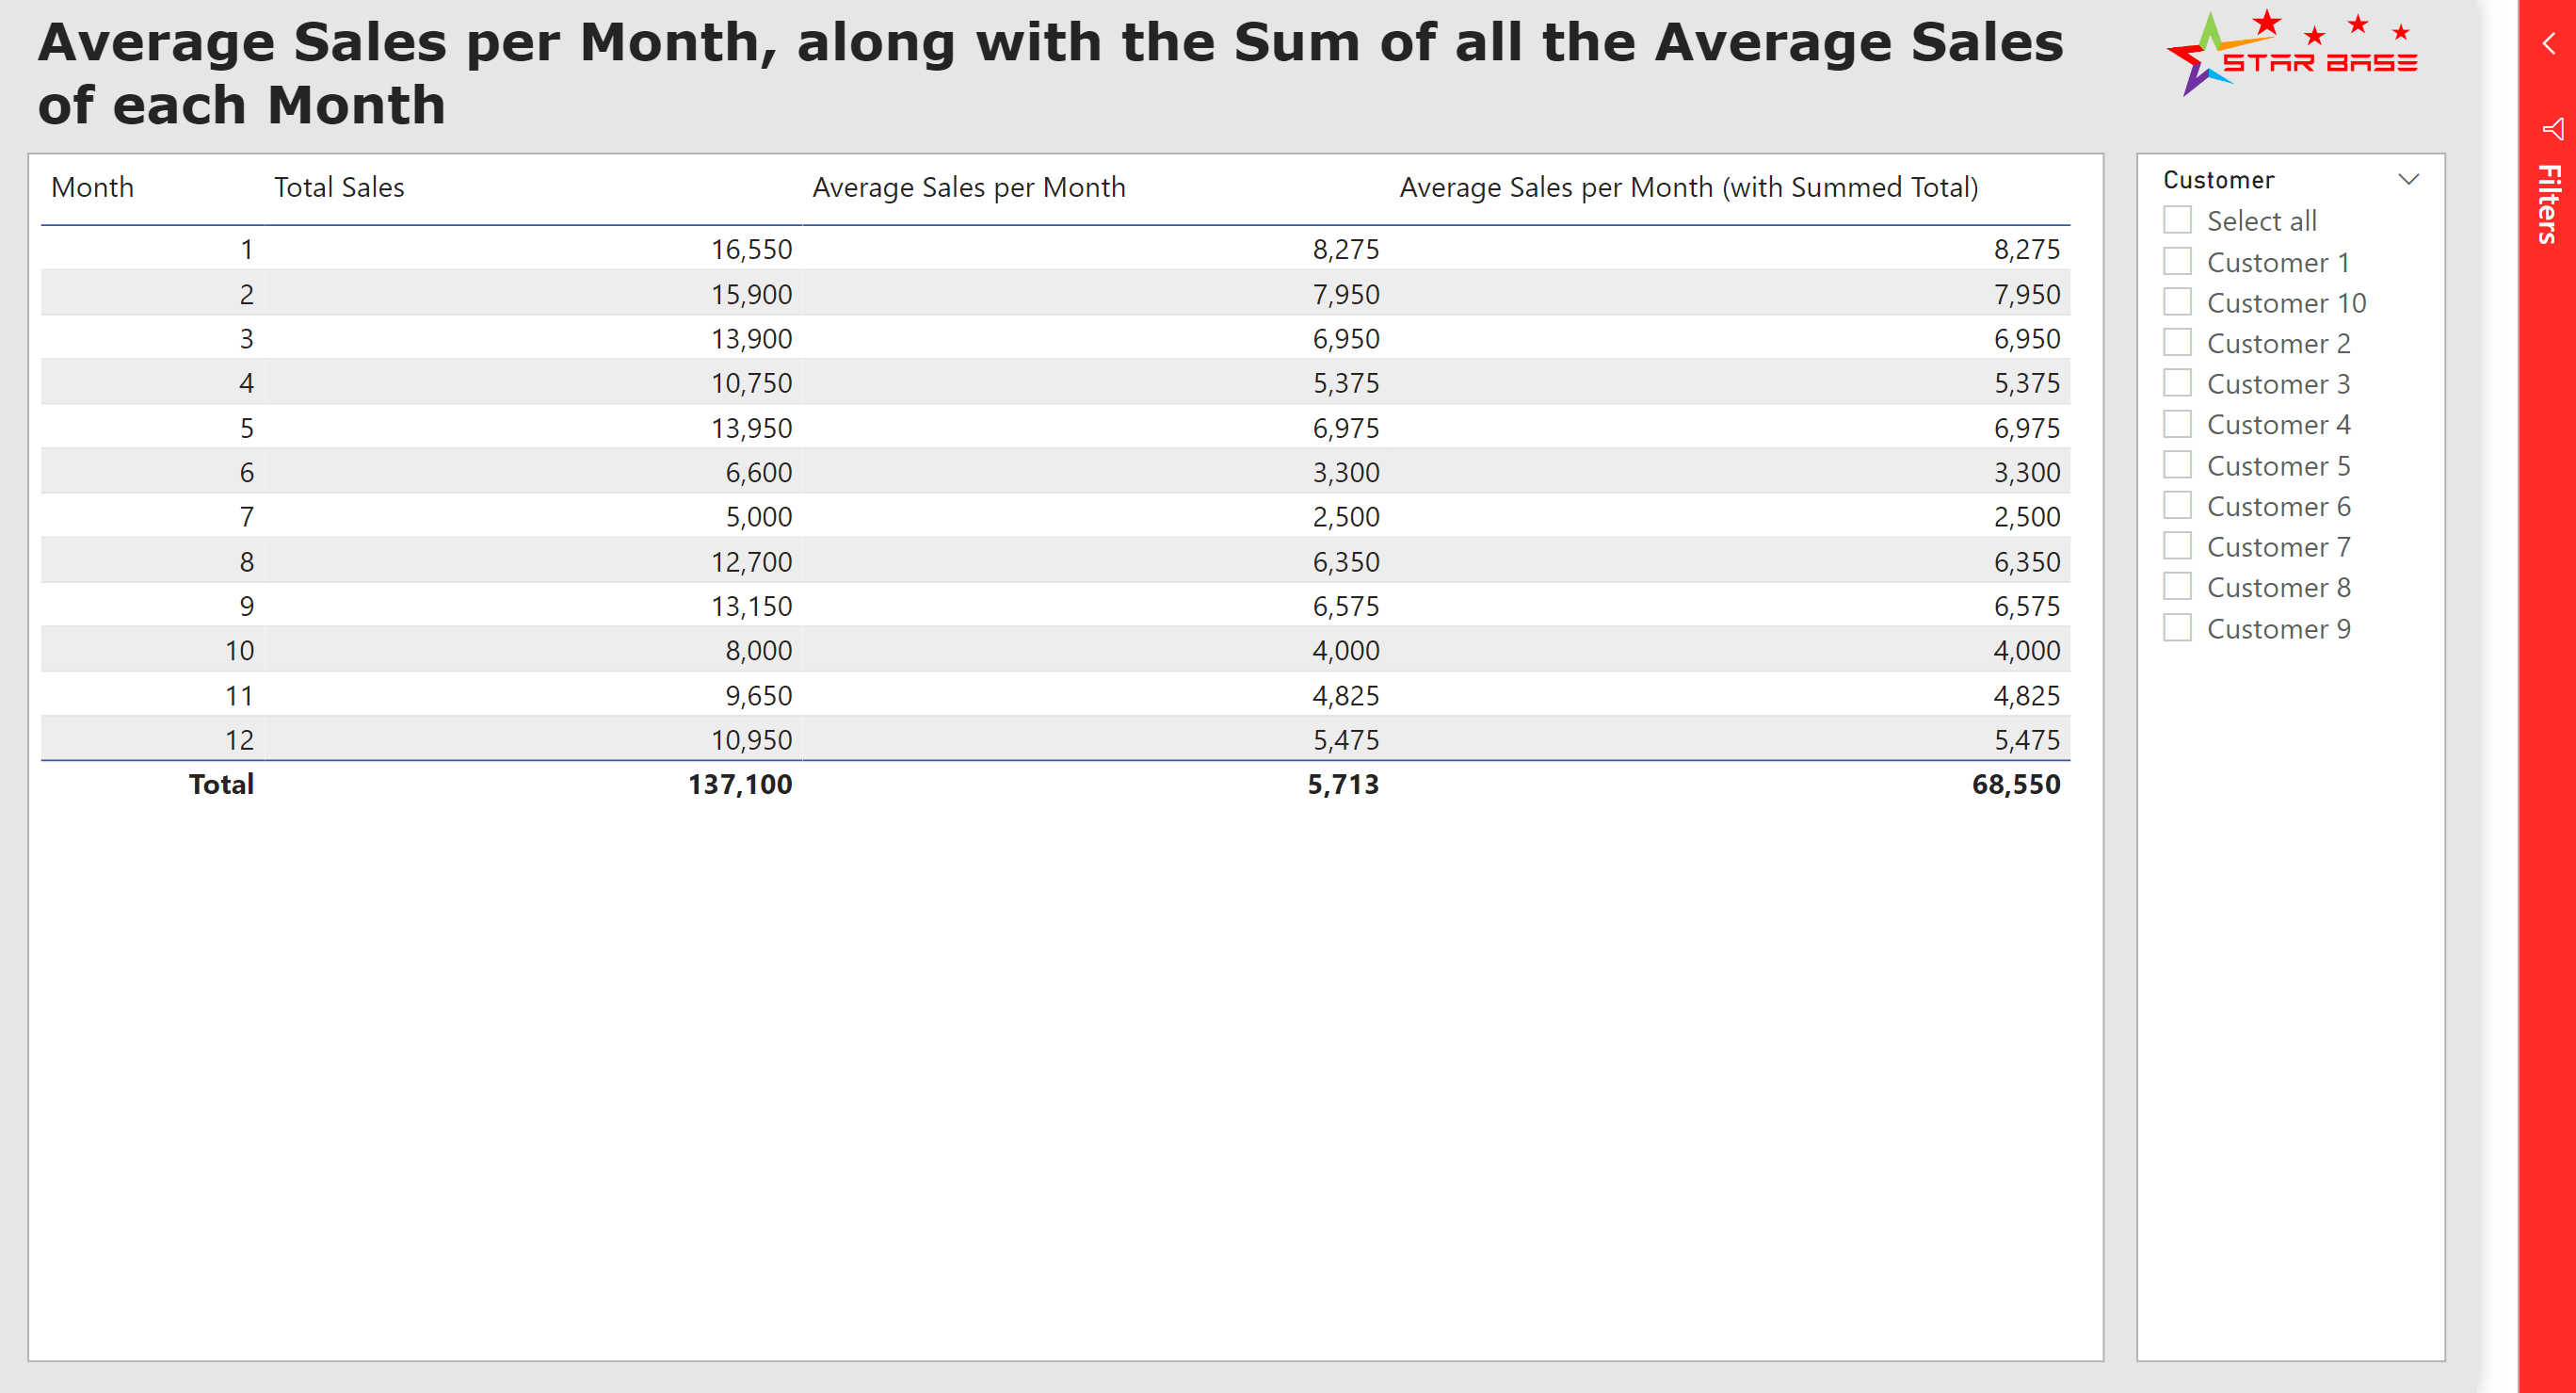 Average Sales per Month, along with the Sum of all the Average Sales
of each Month
STAR BASE
Month Total Sales Average Sales per Month Average Sales per Month (with Summed Total)
1 16,550 8,275 8,275
2 15,900 7,950 7,950
3 13,900 6,950 6,950
4 10,750 5,375 5,375
5 13,950 6,975 6,975
6 6,600 3,300 3,300
7 5,000 2,500 2,500
8 12,700 6,350 6,350
9 13,150 6,575 6,575
10 8,000 4,000 4,000
11 9,650 4,825 4,825
12 10,950 5,475 5,475
Total 137,100 5,713 68,550
Customer
Select all
Customer 1
Customer 10
Customer 2
Customer 3
Customer 4
Customer 5
Customer 6
Customer 7
Customer 8
Customer 9
Filters